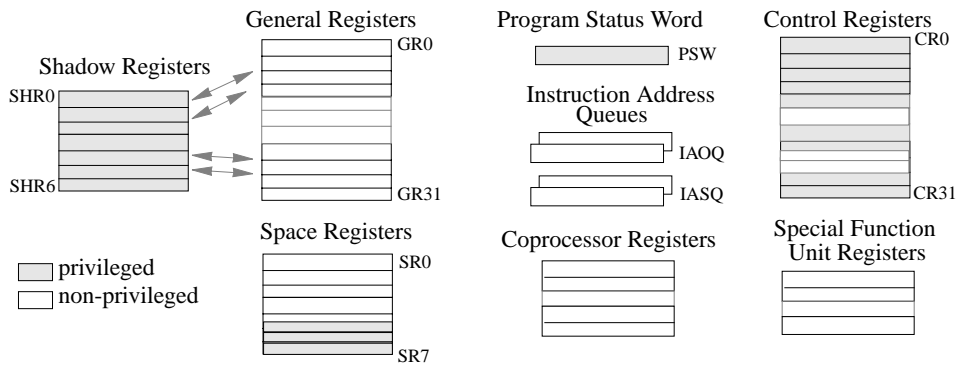 General Registers
GR0
GR31
Shadow Registers
SHR0
SHR6
Program Status Word
PSW
Instruction Address
Queues
IAOQ
IASQ
Control Registers
CR0
CR31
Space Registers
SR0
SR7
Coprocessor Registers
Special Function
Unit Registers
privileged
non-privileged